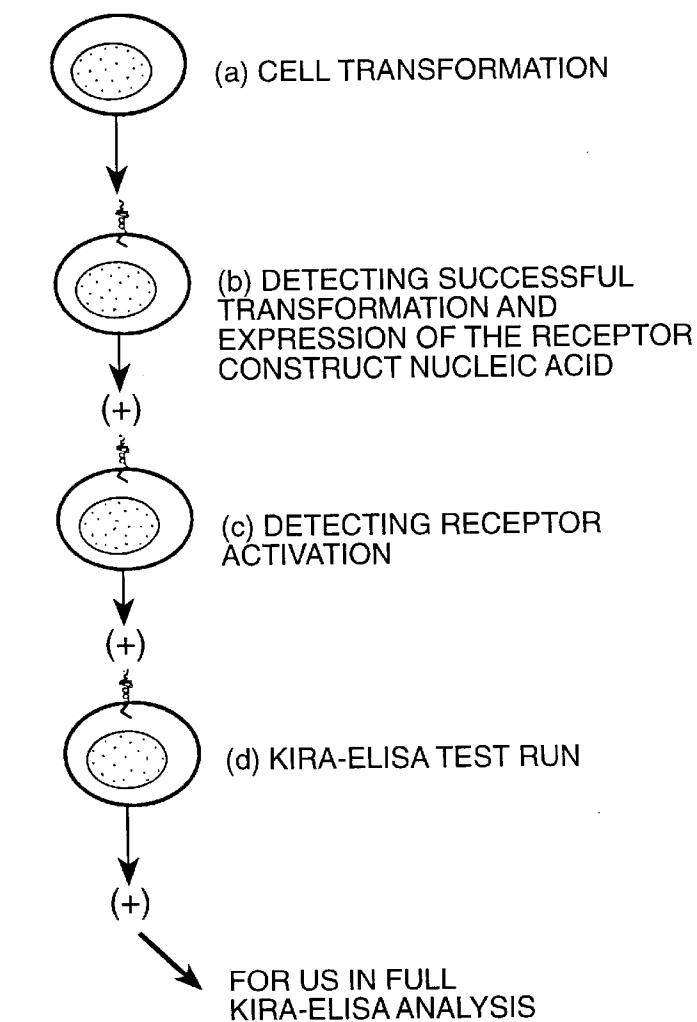 (a) CELL TRANSFORMATION
(b) DETECTING SUCCESSFUL
TRANSFORMATION AND
EXPRESSION OF THE RECEPTOR
CONSTRUCT NUCLEIC ACID
(+)
(c) DETECTING RECEPTOR
ACTIVATION
(+)
(d) KIRA-ELISA TEST RUN
(+)
FOR US IN FULL
KIRA-ELISA ANALYSIS